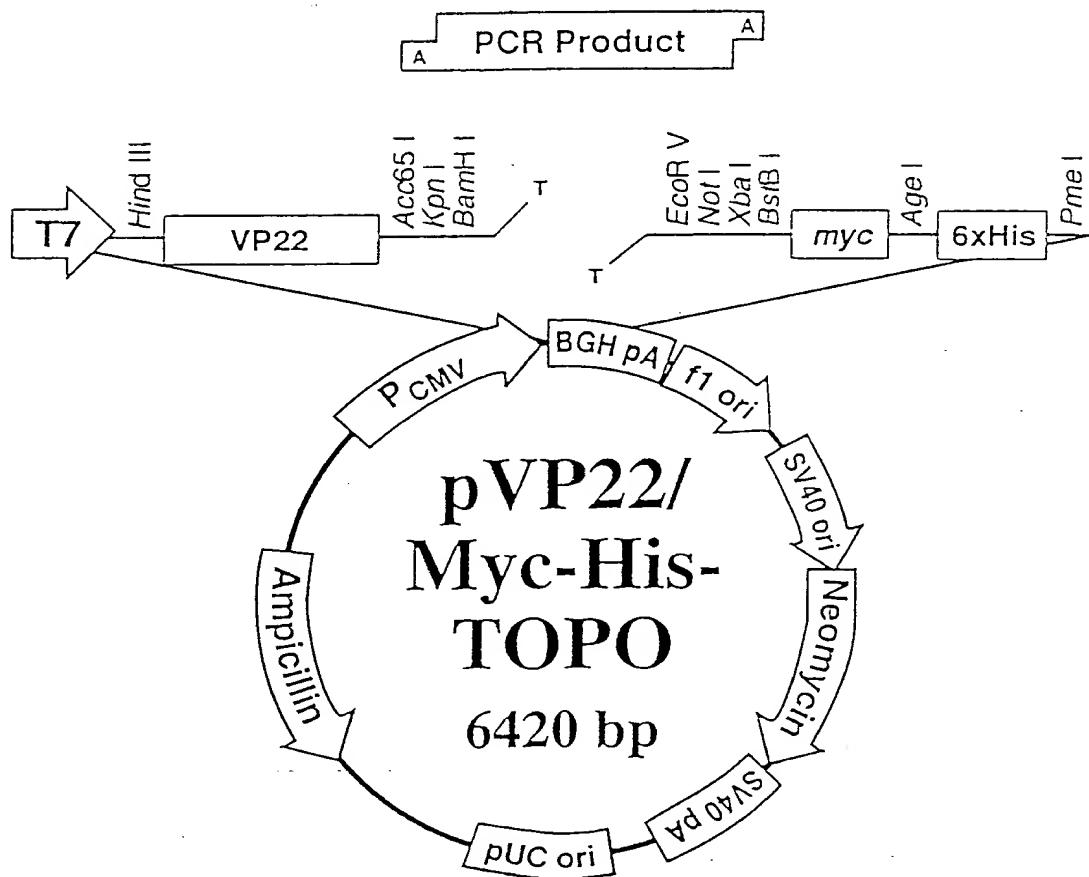 A PCR Product A
Hind III
Acc65 I
Kpn I
BamH I
T
EcoR V
Not I
Xba I
BstB I
Age I
Pme I
T7
VP22
T
myc
6xHis
P CMV
BGH pA
f1 ori
SV40 ori
Neomycin
SV40 pA
pUC ori
Ampicillin
pVP22/
Myc-His-
TOPO
6420 bp